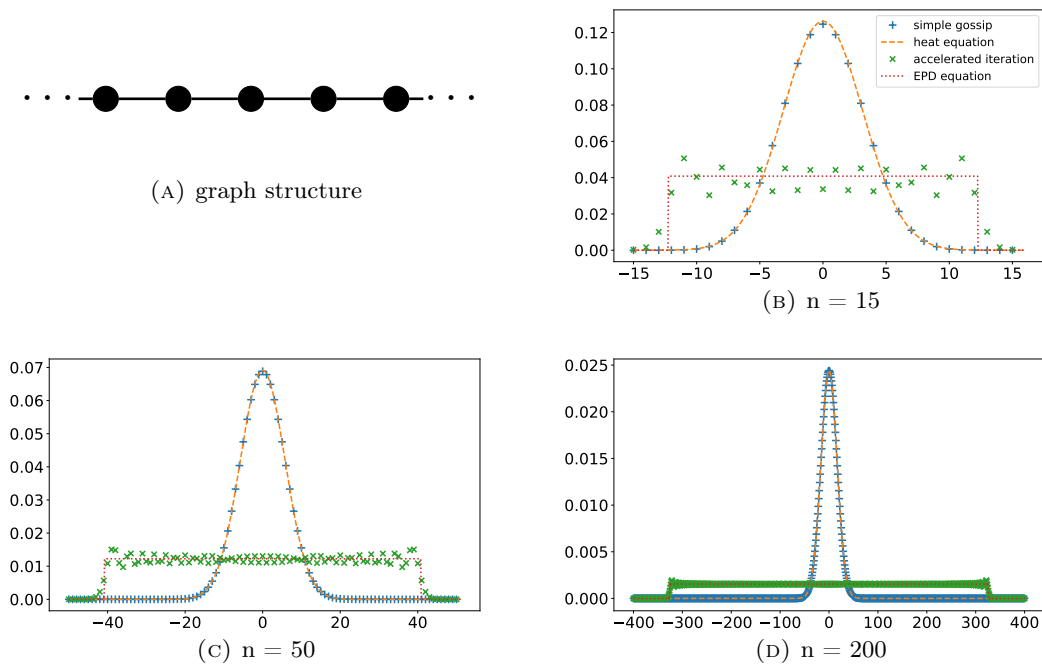 (A) graph structure
0.12
0.10
0.08
0.06
0.04
0.02
0.00
simple gossip
heat equation
accelerated iteration
EPD equation
−15 −10 −5 0 5 10 15
(B) n = 15
0.07
0.06
0.05
0.04
0.03
0.02
0.01
0.00
−40 −20 0 20 40
(C) n = 50
0.025
0.020
0.015
0.010
0.005
0.000
−400 −300 −200 −100 0 100 200 300 400
(D) n = 200